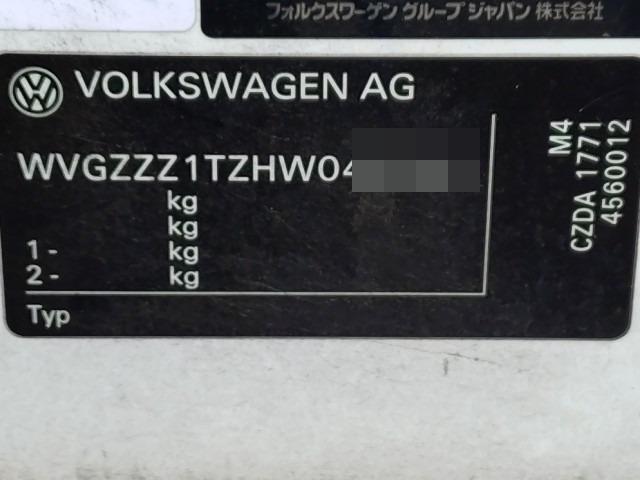 フォルクスワーゲン グループ ジャパン 株式会社
VOLKSWAGEN AG
WVGZZZ1TZHW04
kg
kg
1- kg
2- kg
Typ
M4
CZDA 1771
4560012